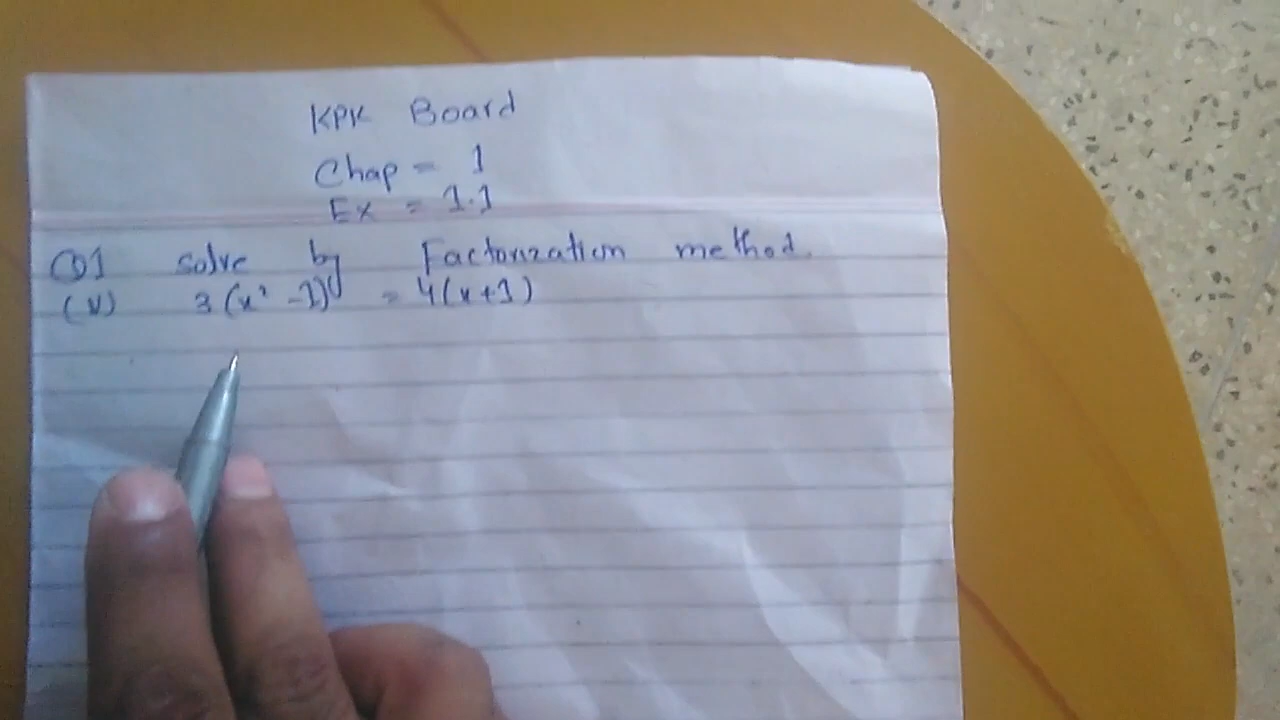 KPK Board
Chap = 1
Ex = 1.1
Q1 solve by Factorization method.
(v) 3(x² -1) = 4(x+1)